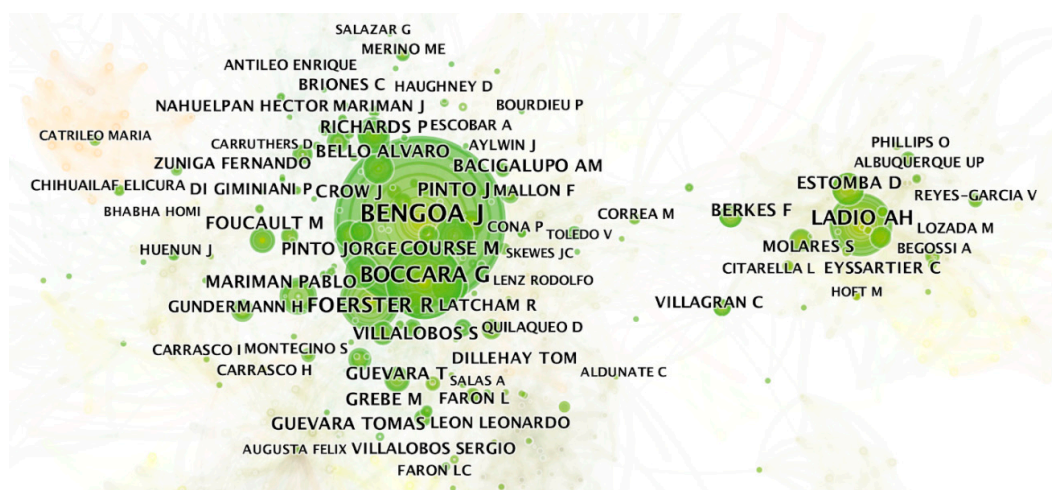 SALAZAR G
MERINO ME
ANTILEO ENRIQUE
BRIONES C
HAUGHNEY D
NAHUELPAN HECTOR
MARIMAN J
BOURDIEU P
RICHARDS P
ESCOBAR A
CATRILEO MARIA
CARRUTHERS D
BELLO ALVARO
AYLWIN J
ZUNIGA FERNANDO
BACIGALUPO AM
CHIHUAILAF ELICURA
DI GIMINIANI P
CROW J
PINTO J
MALLON F
BHABHA HOMI
BENGOA J
FOUCAULT M
CONA P
TOLEDO V
CORREA M
HUENUN J
PINTO JORGE
COURSE M
SKEWES JC
MARIMAN PABLO
BOCCARA G
LENZ RODOLFO
GUNDERMANN H
FOERSTER R
LATCHAM R
VILLALOBOS S
QUILAQUEO D
CARRASCO I
MONTECINO S
DILLEHAY TOM
CARRASCO H
GUEVARA T
SALAS A
ALDUNATE C
GREBE M
FARON L
GUEVARA TOMAS
LEON LEONARDO
AUGUSTA FELIX
VILLALOBOS SERGIO
FARON LC
PHILLIPS O
ALBUQUERQUE UP
ESTOMBA D
REYES-GARCIA V
BERKES F
LADIO AH
LOZADA M
MOLARES S
BEGOSSI A
CITARELLA L
EYSSARTIER C
HOFT M
VILLAGRAN C